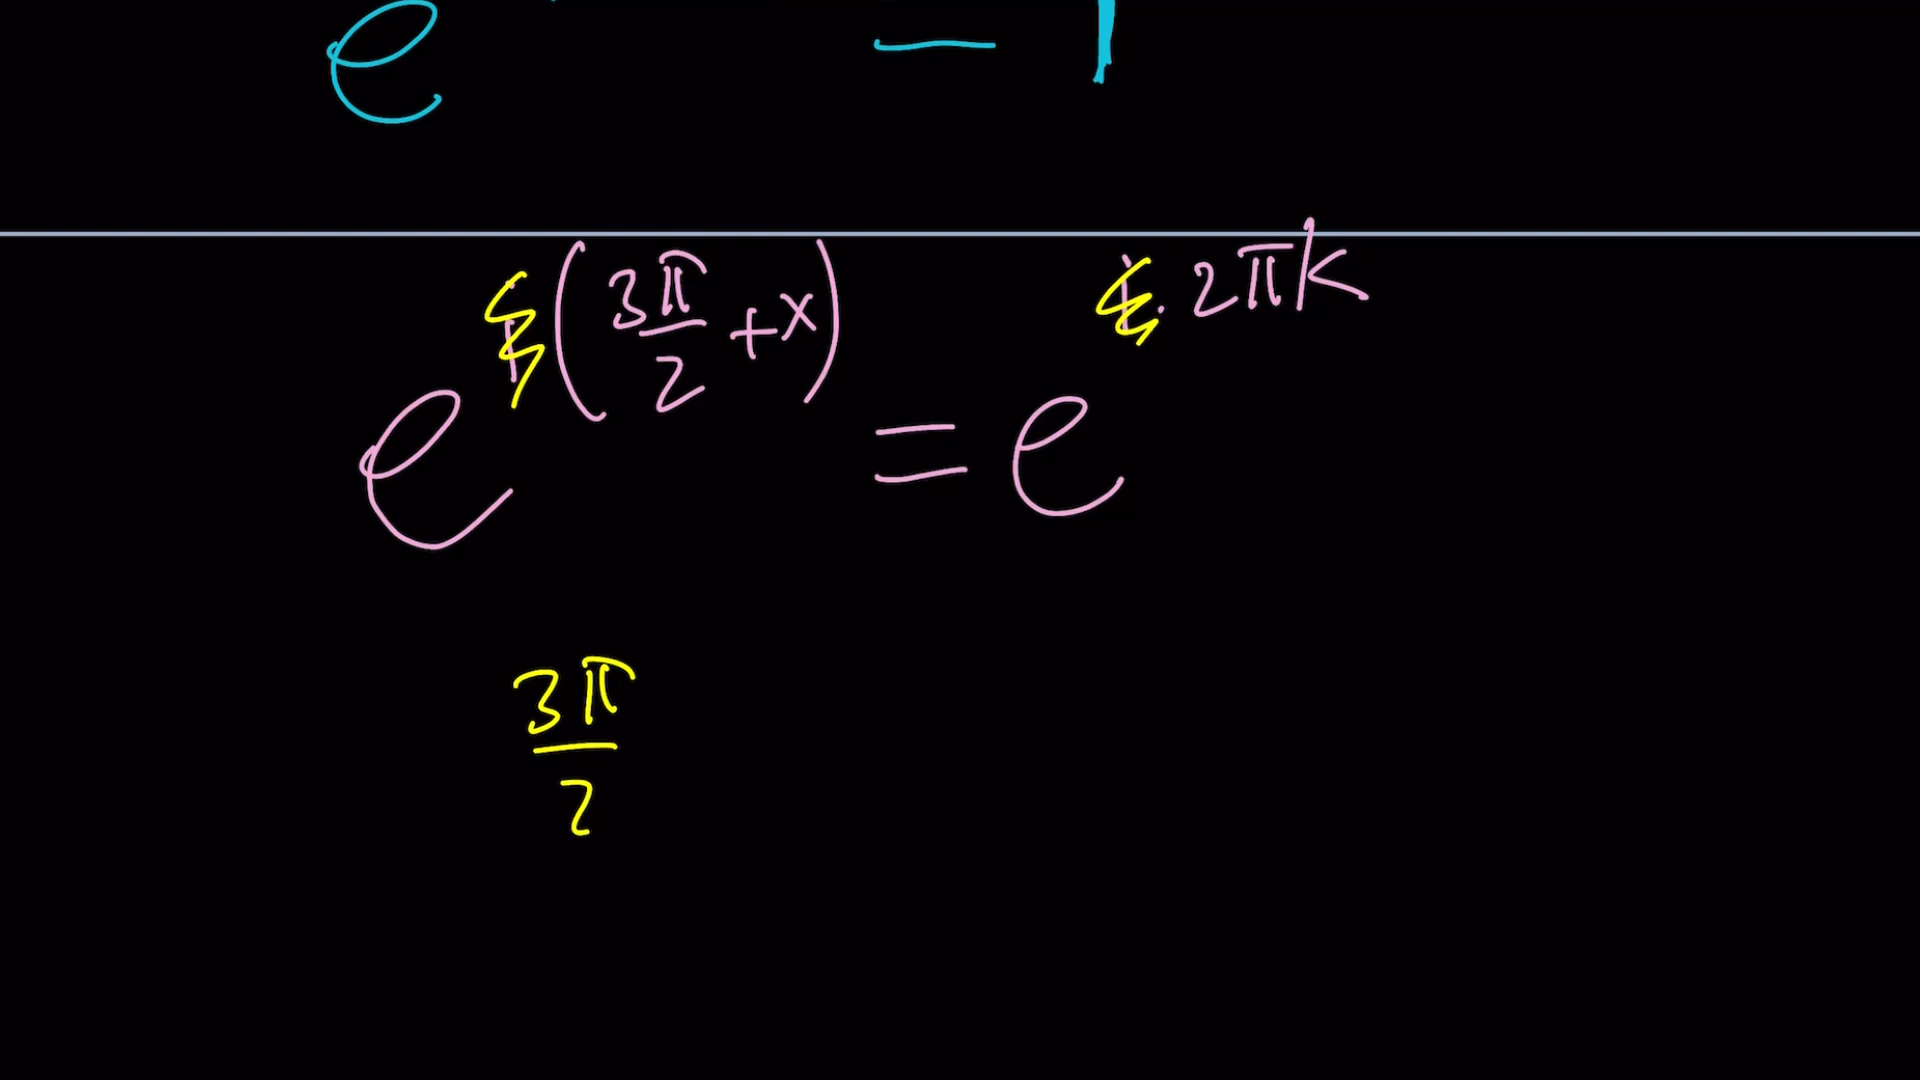 e = 1
e^{i(3π/2 + x)} = e^{i·2πk}
3π/2